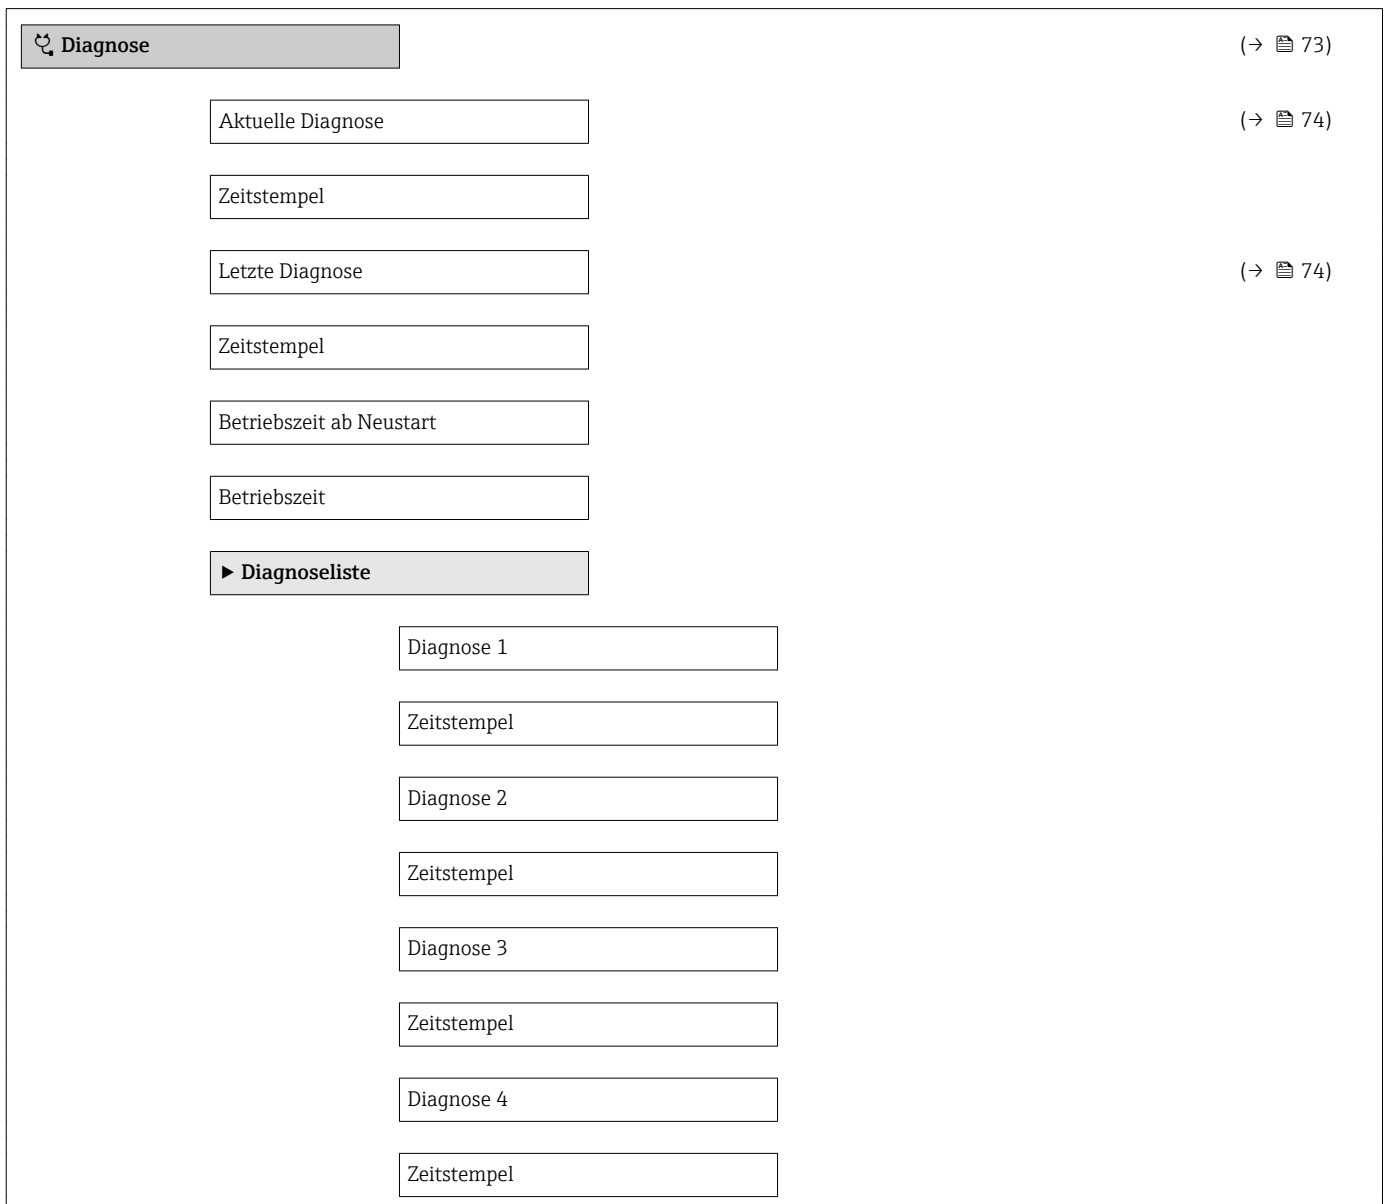 Diagnose (→ 73)
Aktuelle Diagnose (→ 74)
Zeitstempel
Letzte Diagnose (→ 74)
Zeitstempel
Betriebszeit ab Neustart
Betriebszeit
▶ Diagnoseliste
Diagnose 1
Zeitstempel
Diagnose 2
Zeitstempel
Diagnose 3
Zeitstempel
Diagnose 4
Zeitstempel